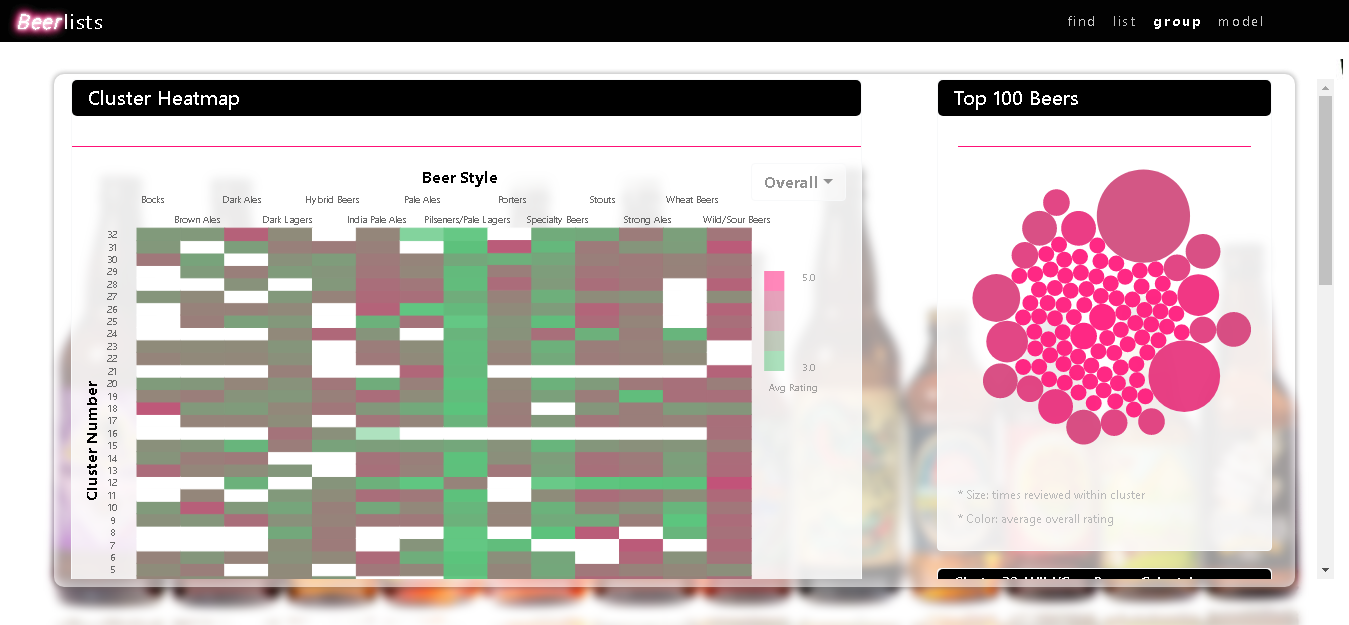 Beerlists
find list group model
Cluster Heatmap
Top 100 Beers
Beer Style
Overall
Bocks Dark Ales Hybrid Beers Pale Ales Porters Stouts Wheat Beers
Brown Ales Dark Lagers India Pale Ales Pilseners/Pale Lagers Specialty Beers Strong Ales Wild/Sour Beers
Cluster Number
32
31
30
29
28
27
26
25
24
23
22
21
20
19
18
17
16
15
14
13
12
11
10
9
8
7
6
5
5.0
3.0
Avg Rating
* Size: times reviewed within cluster
* Color: average overall rating